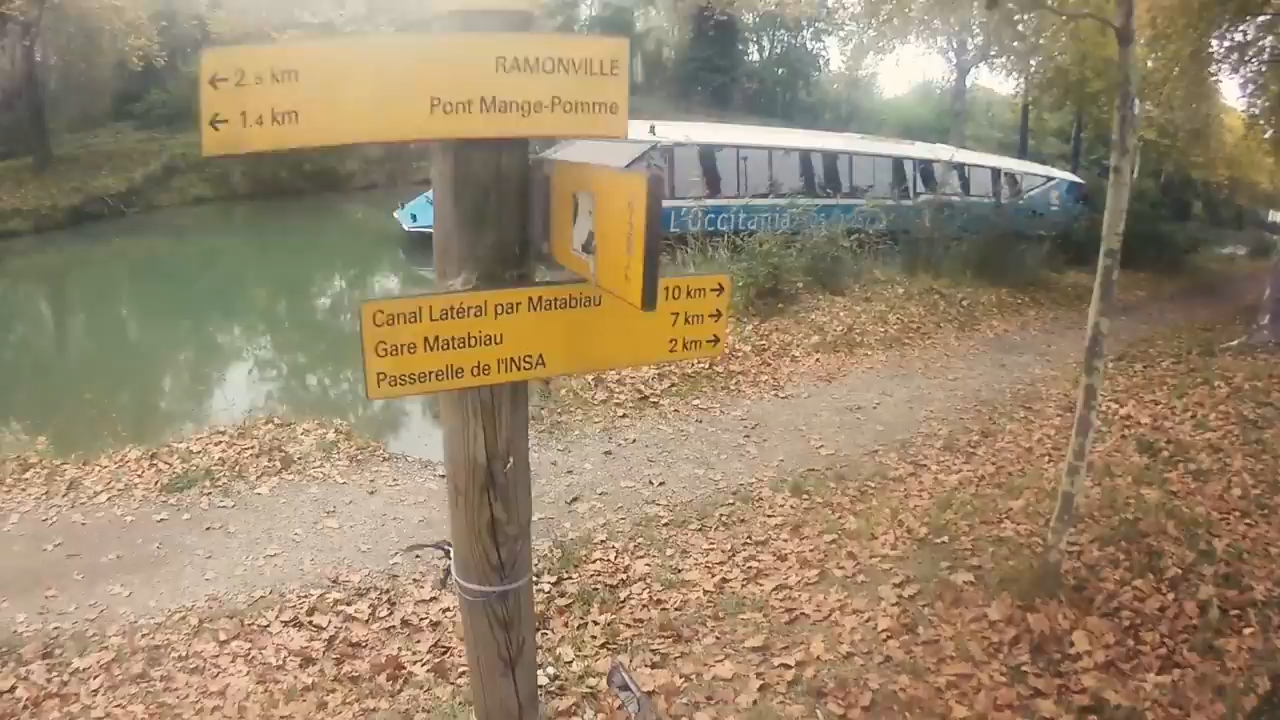 ← 2.5 km RAMONVILLE
← 1.4 km Pont Mange-Pomme
L'Occitania
Canal Latéral par Matabiau 10 km →
Gare Matabiau 7 km →
Passerelle de l'INSA 2 km →